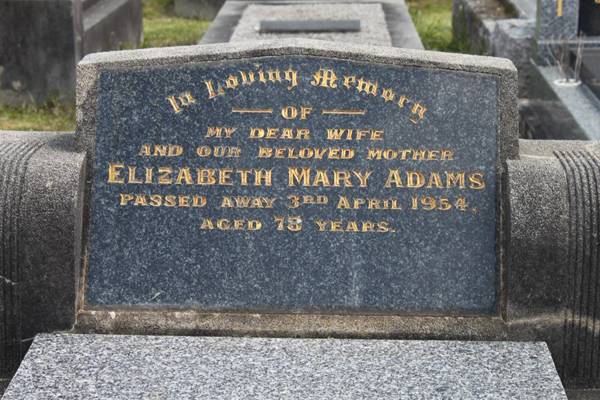 In Loving Memory
OF
MY DEAR WIFE
AND OUR BELOVED MOTHER
ELIZABETH MARY ADAMS
PASSED AWAY 3RD APRIL 1954,
AGED 78 YEARS.